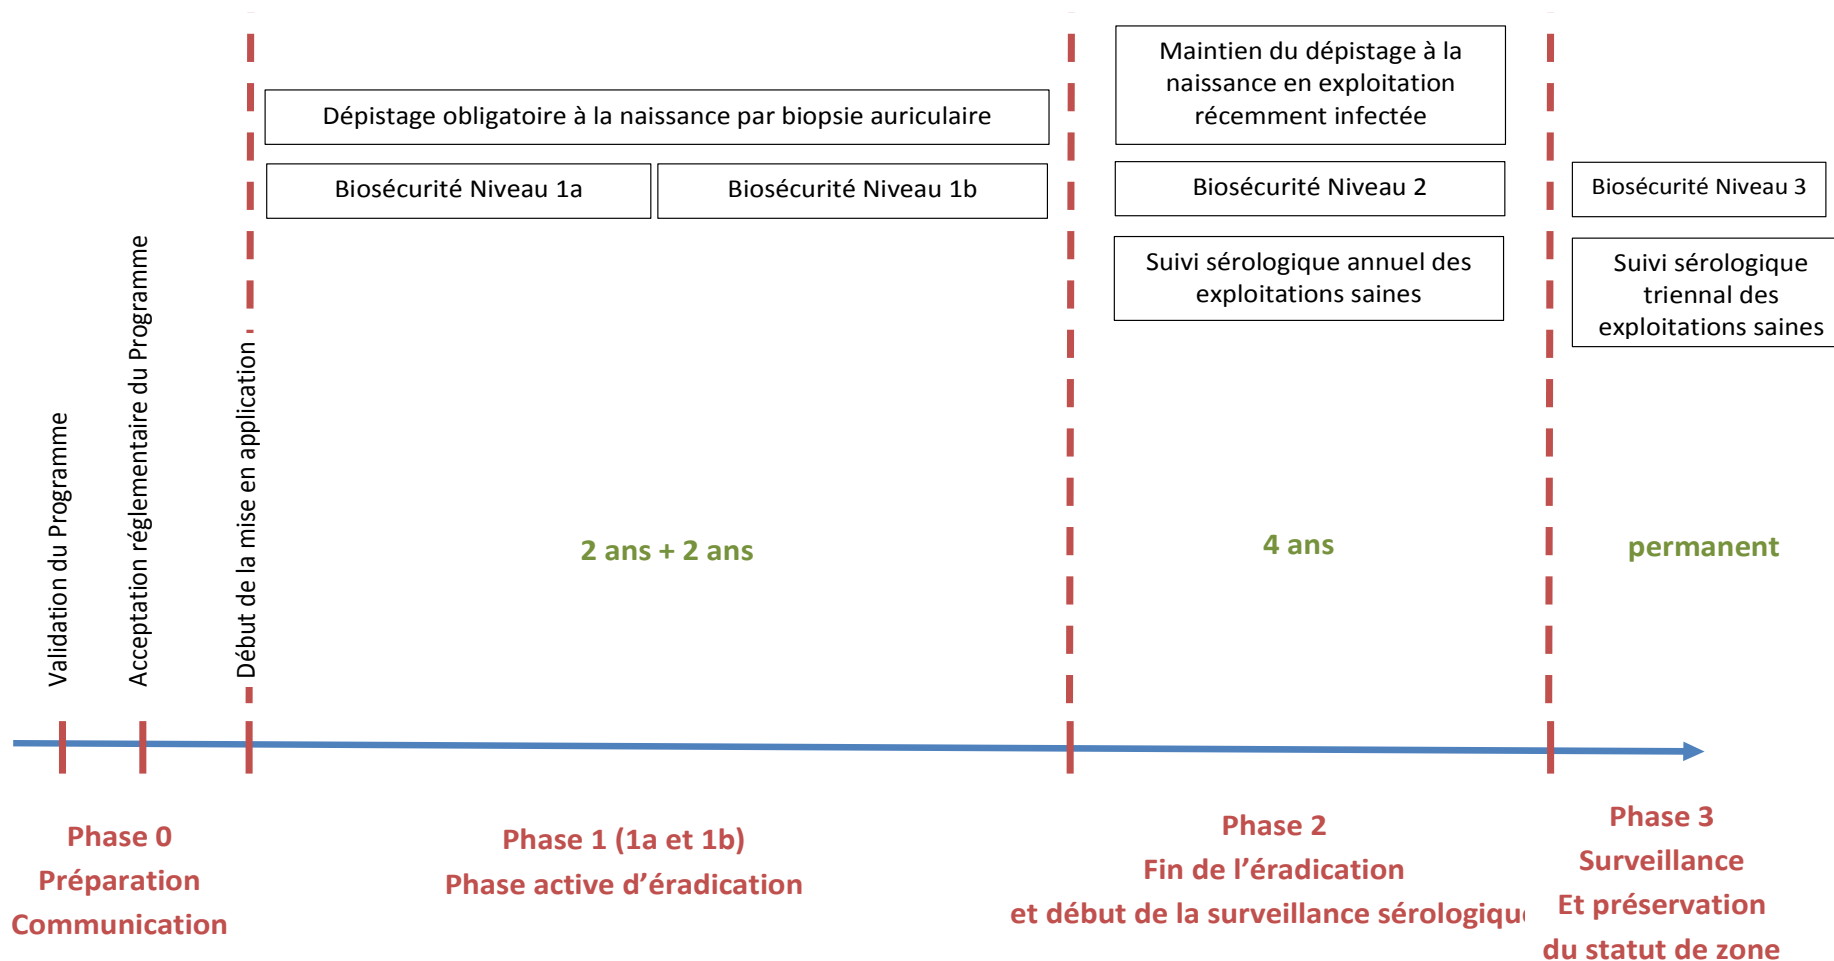 Dépistage obligatoire à la naissance par biopsie auriculaire
Biosécurité Niveau 1a
Biosécurité Niveau 1b
Maintien du dépistage à la
naissance en exploitation
récemment infectée
Biosécurité Niveau 2
Suivi sérologique annuel des
exploitations saines
Biosécurité Niveau 3
Suivi sérologique
triennal des
exploitations saines
Validation du Programme
Acceptation réglementaire du Programme
Début de la mise en application
2 ans + 2 ans
4 ans
permanent
Phase 0
Préparation
Communication
Phase 1 (1a et 1b)
Phase active d’éradication
Phase 2
Fin de l’éradication
et début de la surveillance sérologique
Phase 3
Surveillance
Et préservation
du statut de zone